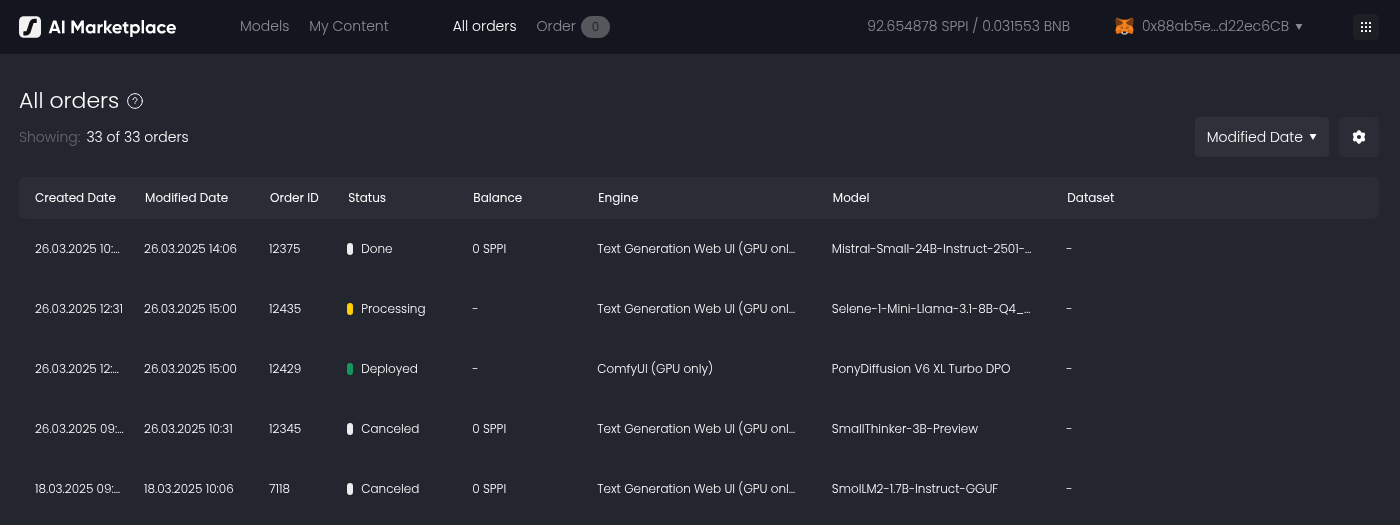 AI Marketplace Models My Content All orders Order 0 92.654878 SPPI / 0.031553 BNB 0x88ab5e...d22ec6CB
All orders ?
Showing: 33 of 33 orders Modified Date
Created Date Modified Date Order ID Status Balance Engine Model Dataset
26.03.2025 10:... 26.03.2025 14:06 12375 Done 0 SPPI Text Generation Web UI (GPU onl... Mistral-Small-24B-Instruct-2501-... -
26.03.2025 12:31 26.03.2025 15:00 12435 Processing - Text Generation Web UI (GPU onl... Selene-1-Mini-Llama-3.1-8B-Q4_... -
26.03.2025 12:... 26.03.2025 15:00 12429 Deployed - ComfyUI (GPU only) PonyDiffusion V6 XL Turbo DPO -
26.03.2025 09:... 26.03.2025 10:31 12345 Canceled 0 SPPI Text Generation Web UI (GPU onl... SmallThinker-3B-Preview -
18.03.2025 09:... 18.03.2025 10:06 7118 Canceled 0 SPPI Text Generation Web UI (GPU onl... SmolLM2-1.7B-Instruct-GGUF -